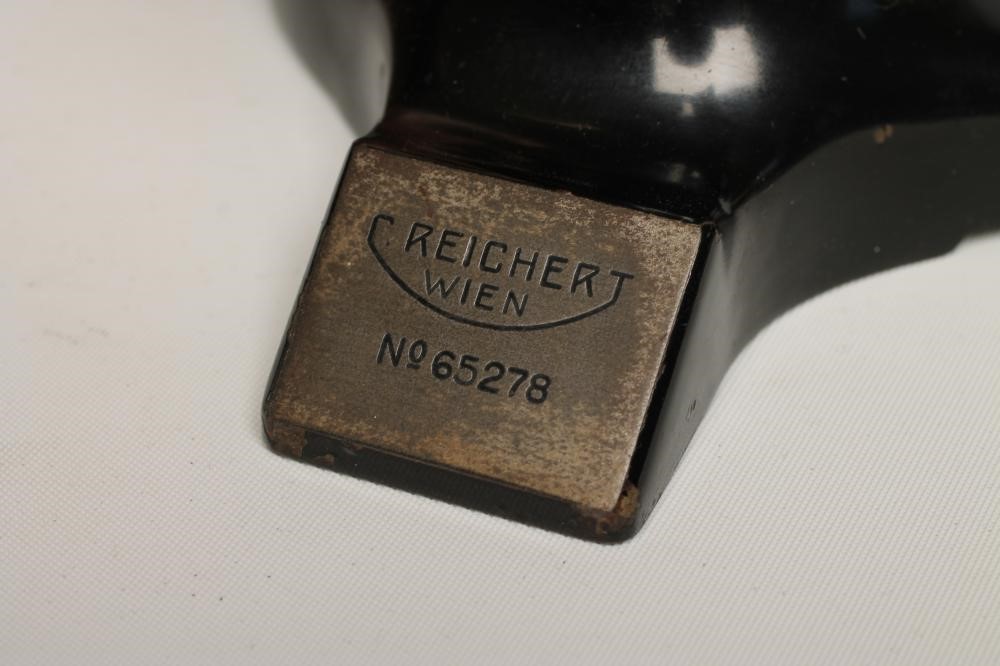 C. REICHERT
WIEN
No 65278